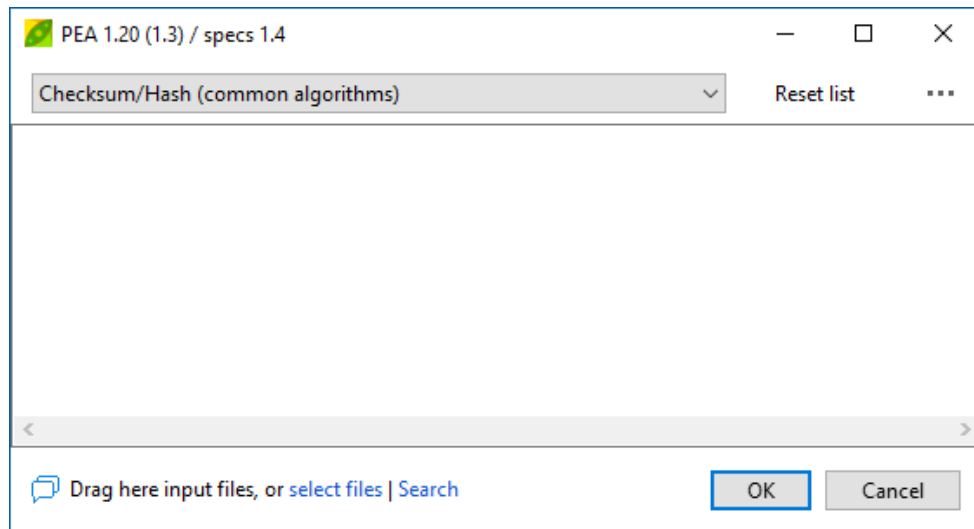 PEA 1.20 (1.3) / specs 1.4
Checksum/Hash (common algorithms) Reset list
Drag here input files, or select files | Search OK Cancel